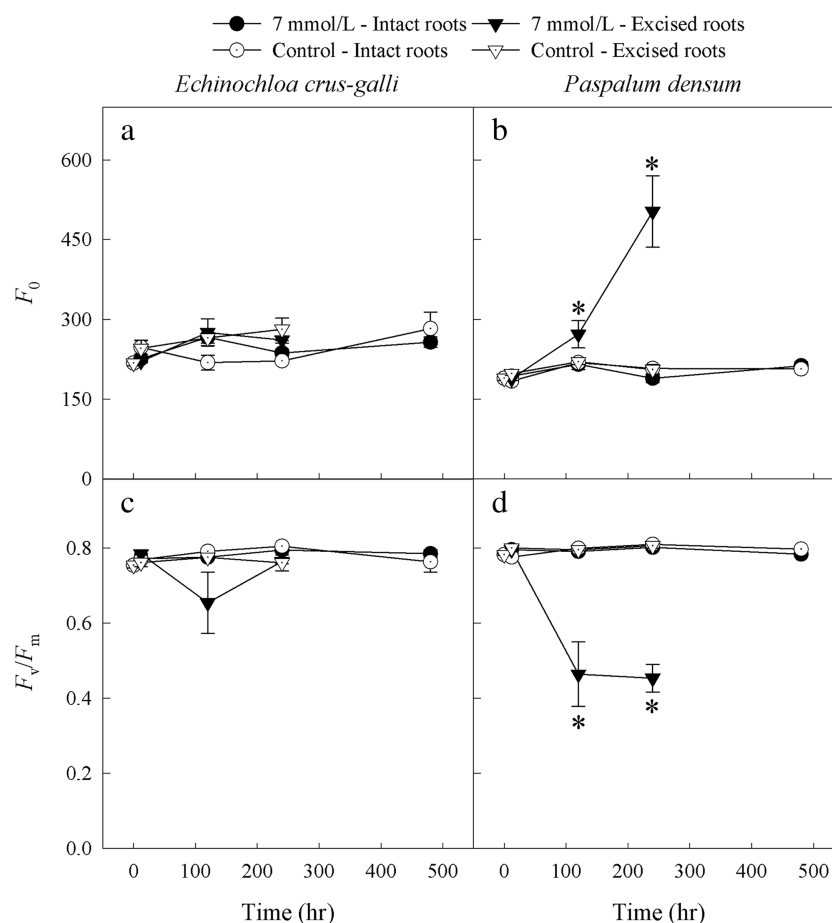 7 mmol/L - Intact roots 7 mmol/L - Excised roots
Control - Intact roots Control - Excised roots
Echinochloa crus-galli Paspalum densum
a b
* *
600
450
300
150
0
F0
c d
* *
0.8
0.6
0.4
0.2
0.0
Fv/Fm
0 100 200 300 400 500 0 100 200 300 400 500
Time (hr) Time (hr)